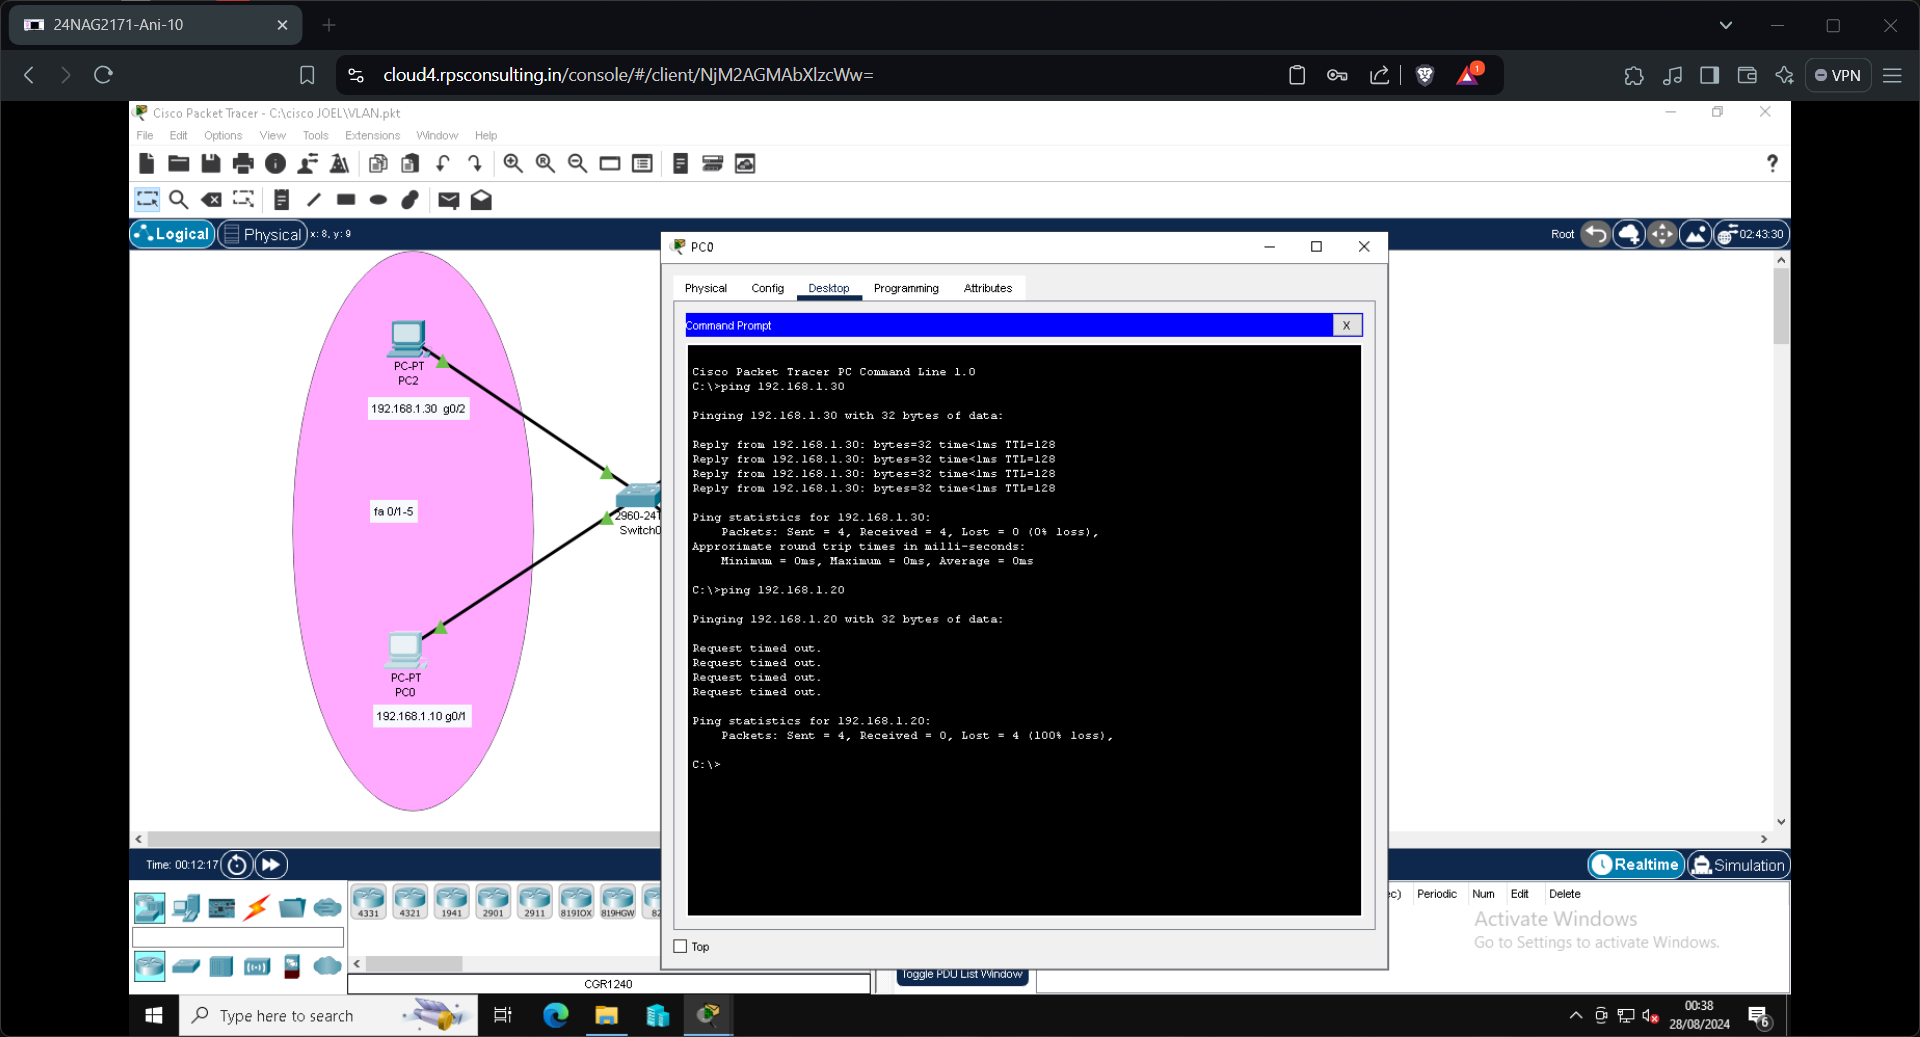 24NAG2171-Ani-10
cloud4.rpsconsulting.in/console/#/client/NjM2AGMAbXlzcWw=
1
VPN
Cisco Packet Tracer - C:\cisco JOEL\VLAN.pkt
File Edit Options View Tools Extensions Window Help
?
Logical Physical x: 8, y: 9
Root 02:43:30
PC-PT
PC2
192.168.1.30 g0/2
fa 0/1-5
2960-24
Switch0
PC-PT
PC0
192.168.1.10 g0/1
PC0
Physical Config Desktop Programming Attributes
Command Prompt
X
Cisco Packet Tracer PC Command Line 1.0
C:\>ping 192.168.1.30
Pinging 192.168.1.30 with 32 bytes of data:
Reply from 192.168.1.30: bytes=32 time<1ms TTL=128
Reply from 192.168.1.30: bytes=32 time<1ms TTL=128
Reply from 192.168.1.30: bytes=32 time<1ms TTL=128
Reply from 192.168.1.30: bytes=32 time<1ms TTL=128
Ping statistics for 192.168.1.30:
Packets: Sent = 4, Received = 4, Lost = 0 (0% loss),
Approximate round trip times in milli-seconds:
Minimum = 0ms, Maximum = 0ms, Average = 0ms
C:\>ping 192.168.1.20
Pinging 192.168.1.20 with 32 bytes of data:
Request timed out.
Request timed out.
Request timed out.
Request timed out.
Ping statistics for 192.168.1.20:
Packets: Sent = 4, Received = 0, Lost = 4 (100% loss),
C:\>
Top
Time: 00:12:17
Realtime Simulation
4331 4321 1941 2901 2911 819IOX 819HGW 82
CGR1240
c) Periodic Num Edit Delete
Activate Windows
Go to Settings to activate Windows.
Toggle PDU List Window
Type here to search
00:38
28/08/2024
6